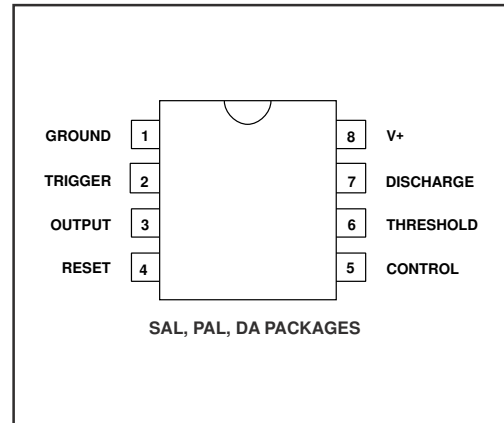 GROUND 1 8 V+
TRIGGER 2 7 DISCHARGE
OUTPUT 3 6 THRESHOLD
RESET 4 5 CONTROL
SAL, PAL, DA PACKAGES